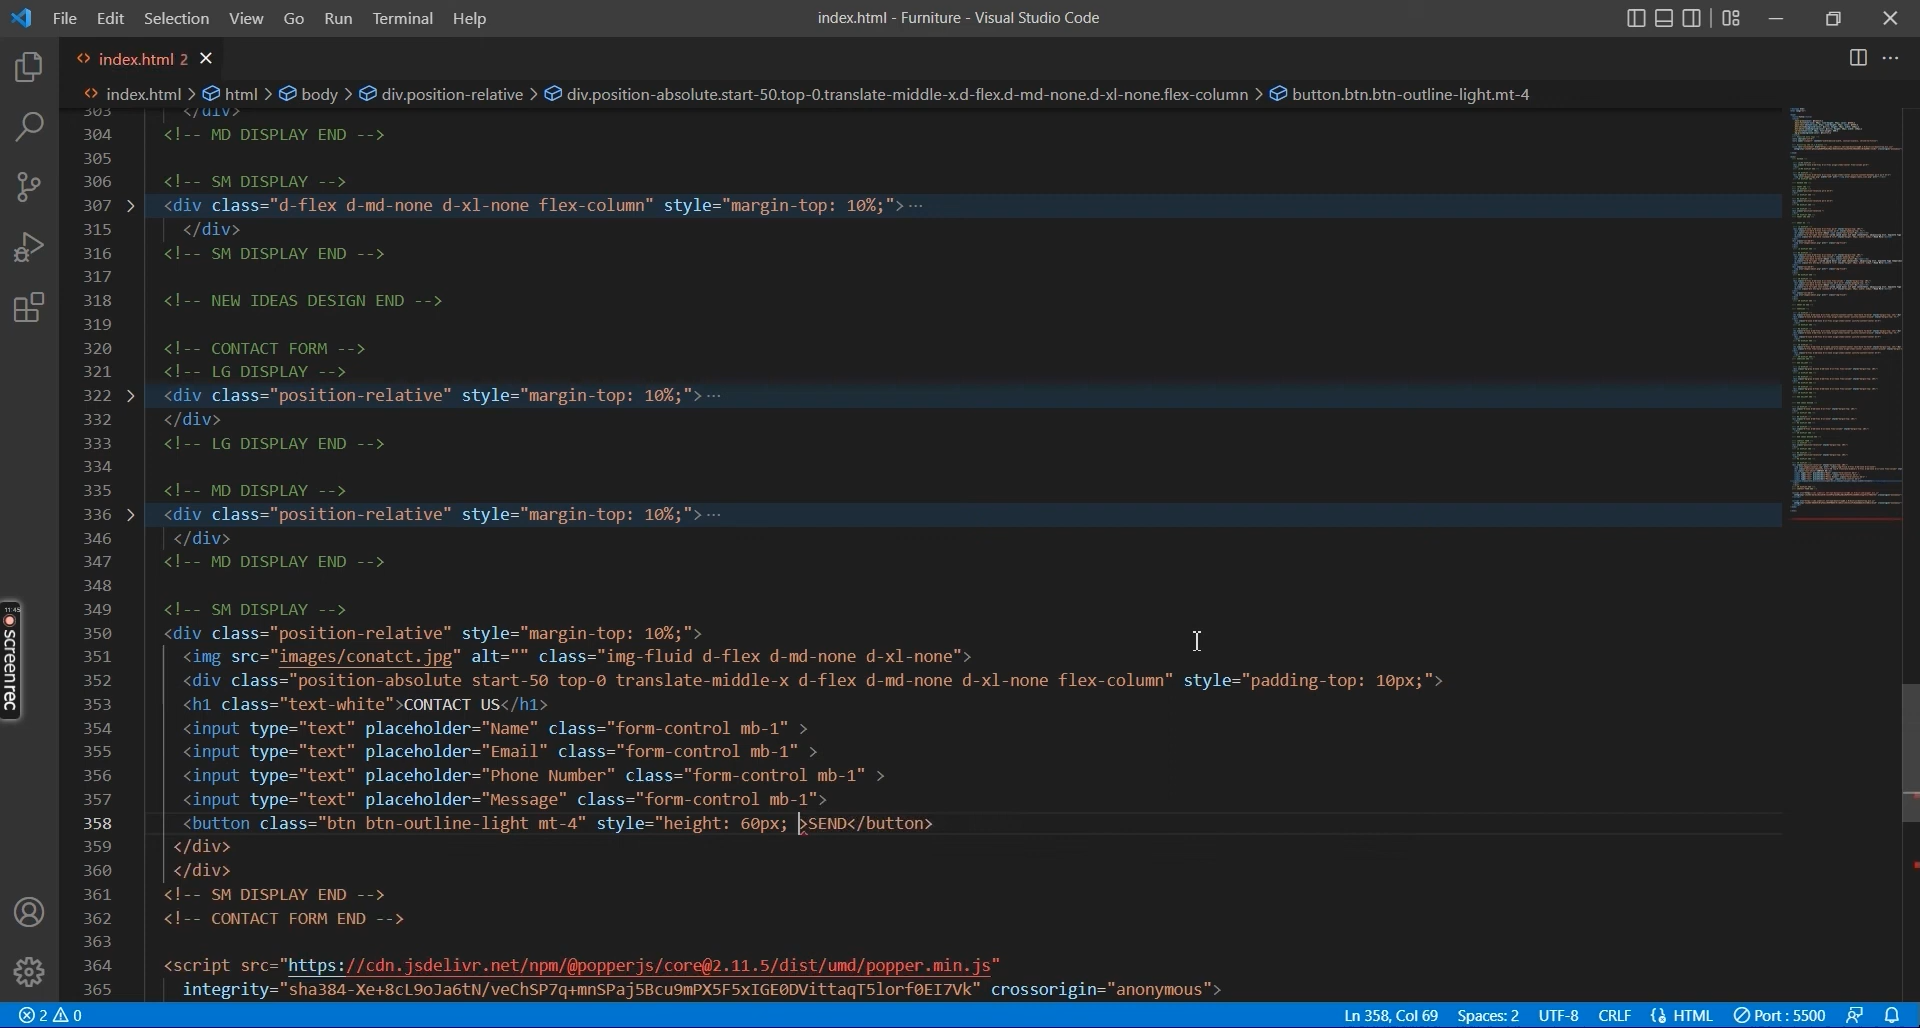 File Edit Selection View Go Run Terminal Help index.html - Furniture - Visual Studio Code
index.html 2
index.html > html > body > div.position-relative > div.position-absolute.start-50.top-0.translate-middle-x.d-flex.d-md-none.d-xl-none.flex-column > button.btn.btn-outline-light.mt-4
303 </div>
304 <!-- MD DISPLAY END -->
305
306 <!-- SM DISPLAY -->
307 <div class="d-flex d-md-none d-xl-none flex-column" style="margin-top: 10%;">···
315 </div>
316 <!-- SM DISPLAY END -->
317
318 <!-- NEW IDEAS DESIGN END -->
319
320 <!-- CONTACT FORM -->
321 <!-- LG DISPLAY -->
322 <div class="position-relative" style="margin-top: 10%;">···
332 </div>
333 <!-- LG DISPLAY END -->
334
335 <!-- MD DISPLAY -->
336 <div class="position-relative" style="margin-top: 10%;">···
346 </div>
347 <!-- MD DISPLAY END -->
348
349 <!-- SM DISPLAY -->
350 <div class="position-relative" style="margin-top: 10%;">
351 <img src="images/conatct.jpg" alt="" class="img-fluid d-flex d-md-none d-xl-none">
352 <div class="position-absolute start-50 top-0 translate-middle-x d-flex d-md-none d-xl-none flex-column" style="padding-top: 10px;">
353 <h1 class="text-white">CONTACT US</h1>
354 <input type="text" placeholder="Name" class="form-control mb-1" >
355 <input type="text" placeholder="Email" class="form-control mb-1" >
356 <input type="text" placeholder="Phone Number" class="form-control mb-1" >
357 <input type="text" placeholder="Message" class="form-control mb-1">
358 <button class="btn btn-outline-light mt-4" style="height: 60px; >SEND</button>
359 </div>
360 </div>
361 <!-- SM DISPLAY END -->
362 <!-- CONTACT FORM END -->
363
364 <script src="https://cdn.jsdelivr.net/npm/@popperjs/core@2.11.5/dist/umd/popper.min.js"
365 integrity="sha384-Xe+8cL9oJa6tN/veChSP7q+mnSPaj5Bcu9mPX5F5xIGE0DVittaqT5lorf0EI7Vk" crossorigin="anonymous">
11:45
screenrec
2 0 Ln 358, Col 69 Spaces: 2 UTF-8 CRLF HTML Port : 5500